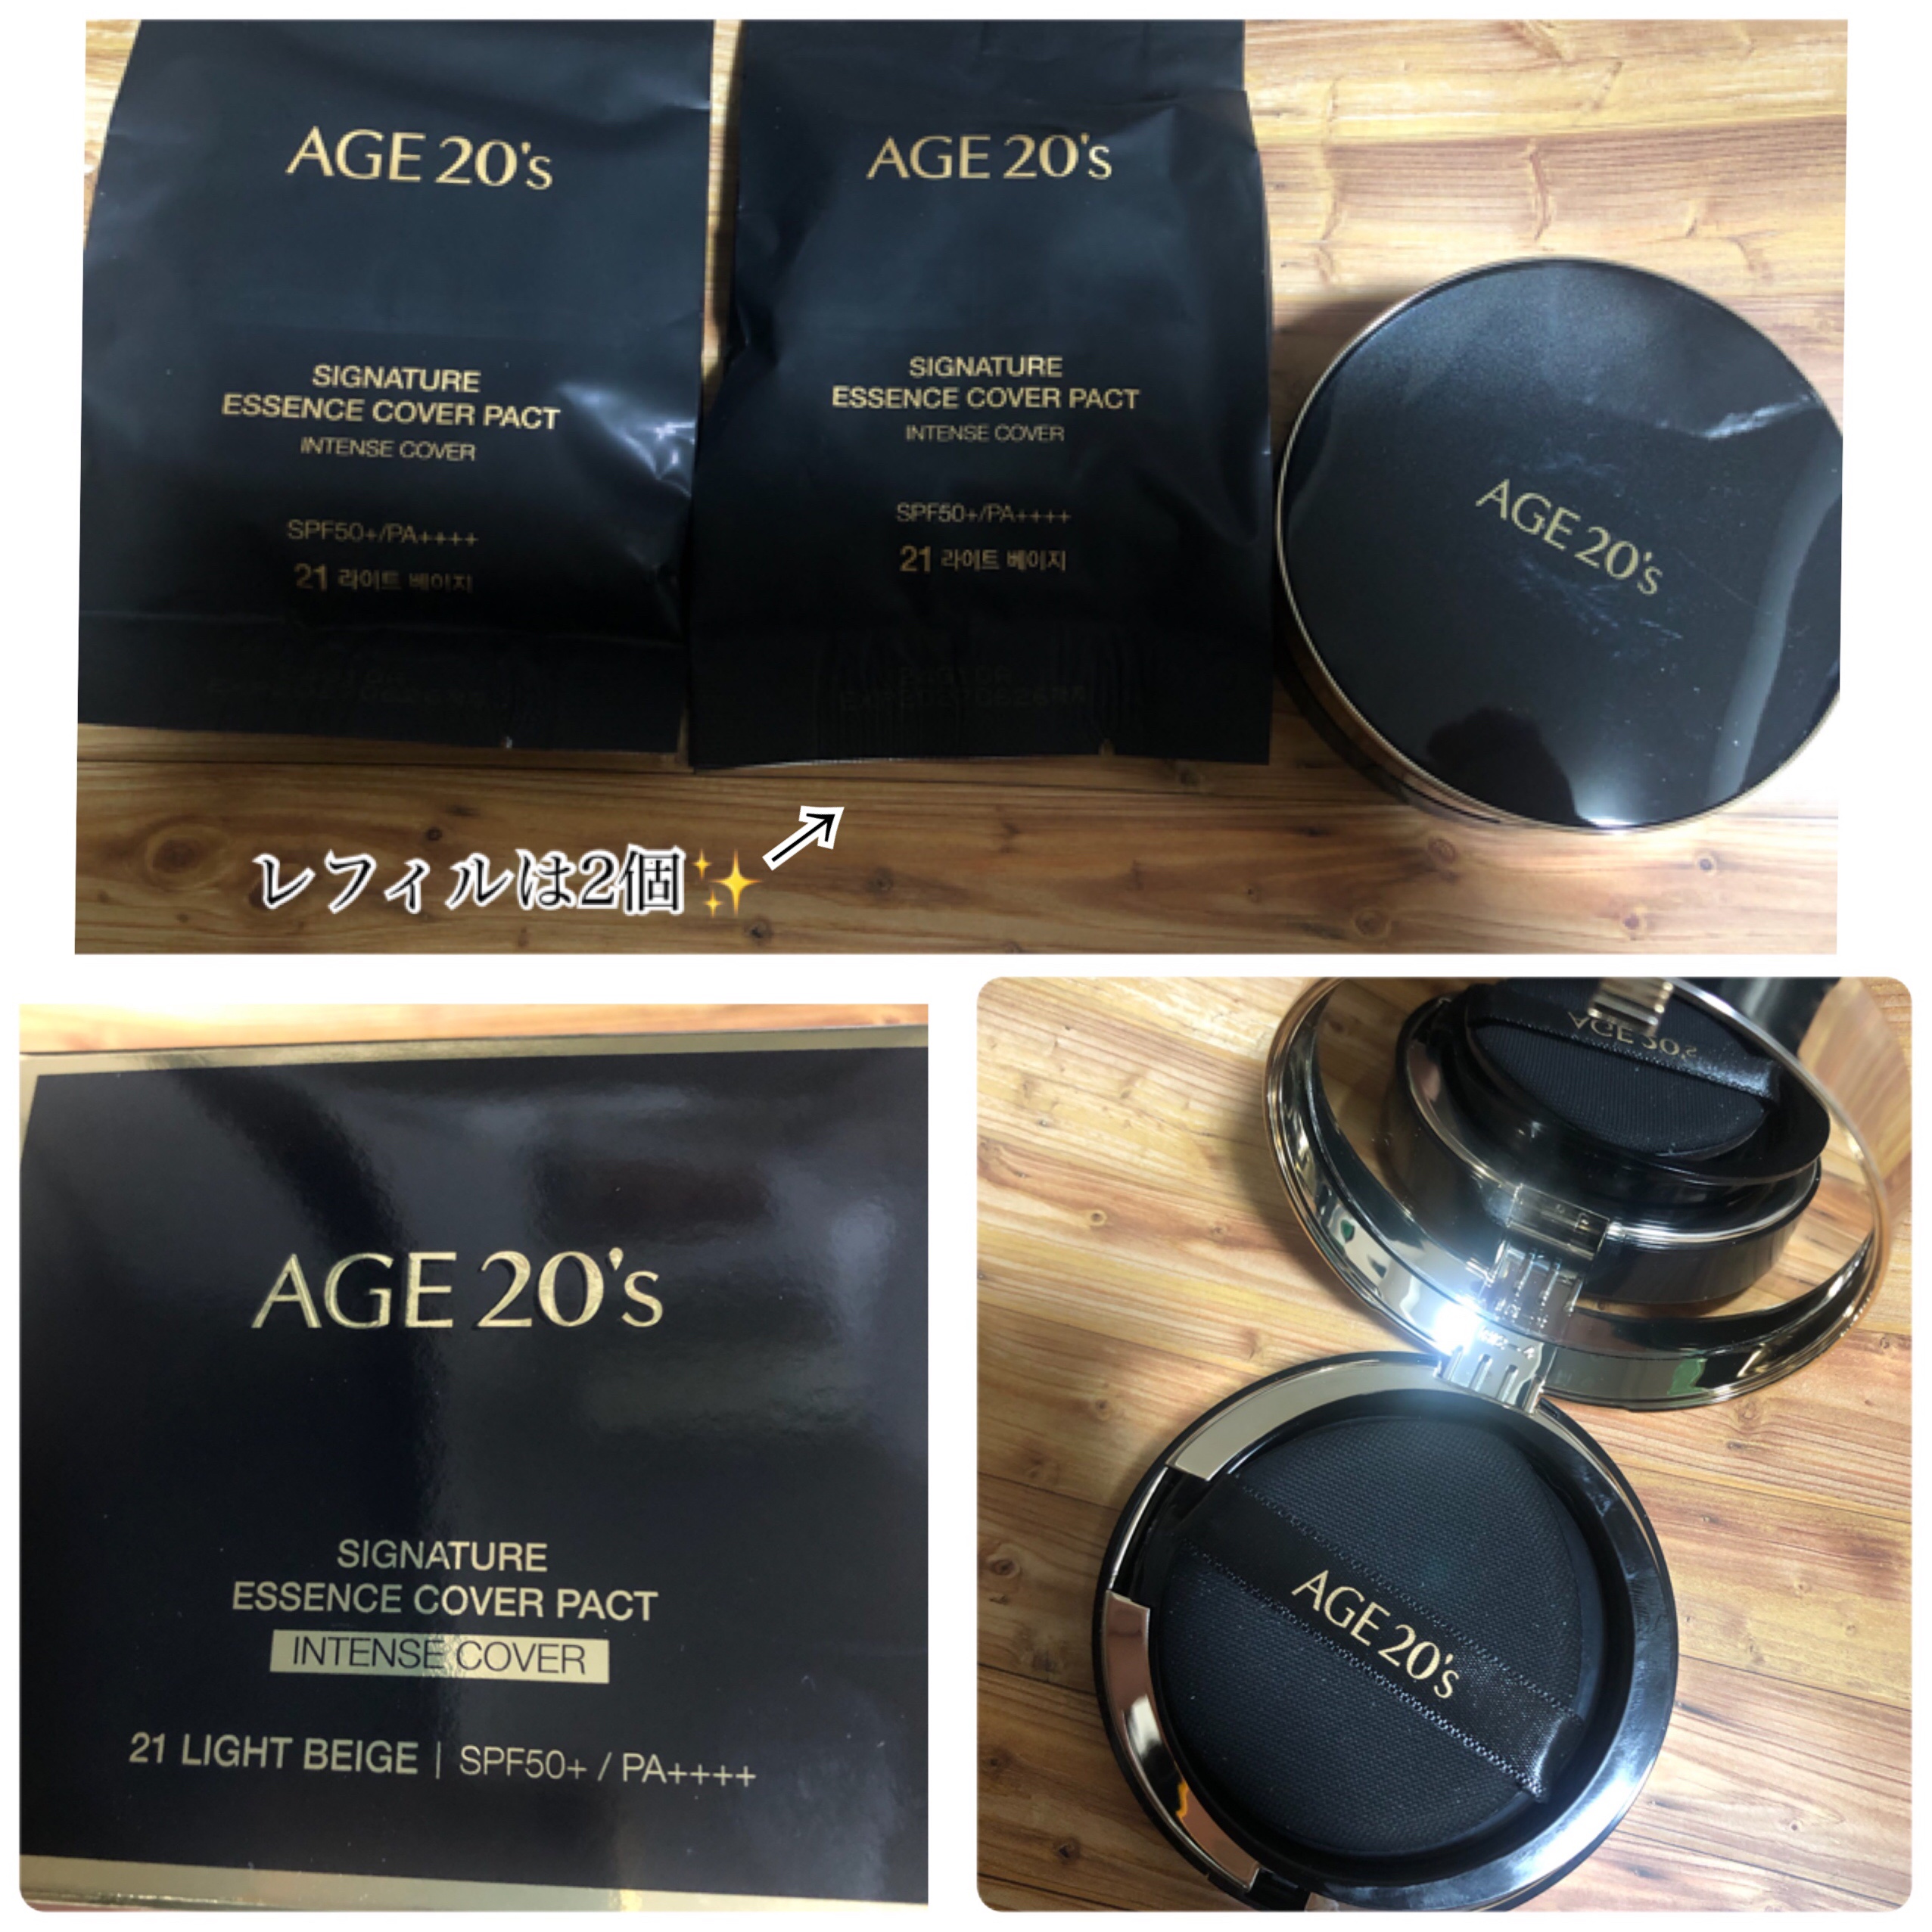 AGE 20's
SIGNATURE
ESSENCE COVER PACT
INTENSE COVER
SPF50+/PA++++
21 라이트 베이지
AGE 20's
SIGNATURE
ESSENCE COVER PACT
INTENSE COVER
SPF50+/PA++++
21 라이트 베이지
AGE 20's
レフィルは2個✨
AGE 20's
SIGNATURE
ESSENCE COVER PACT
INTENSE COVER
21 LIGHT BEIGE | SPF50+ / PA++++
AGE 20's
AGE 20's